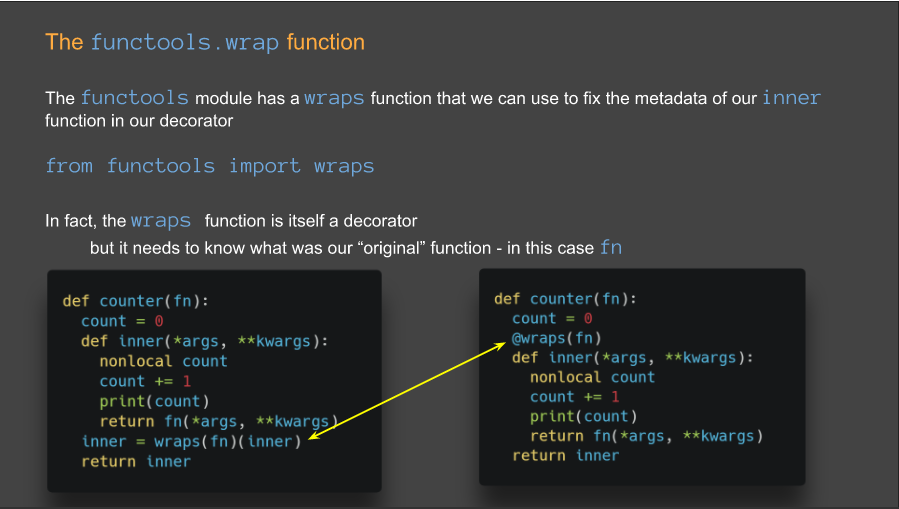 The functools.wrap function
The functools module has a wraps function that we can use to fix the metadata of our inner
function in our decorator
from functools import wraps
In fact, the wraps function is itself a decorator
but it needs to know what was our “original” function - in this case fn
def counter(fn):
count = 0
def inner(*args, **kwargs):
nonlocal count
count += 1
print(count)
return fn(*args, **kwargs)
inner = wraps(fn)(inner)
return inner
def counter(fn):
count = 0
@wraps(fn)
def inner(*args, **kwargs):
nonlocal count
count += 1
print(count)
return fn(*args, **kwargs)
return inner